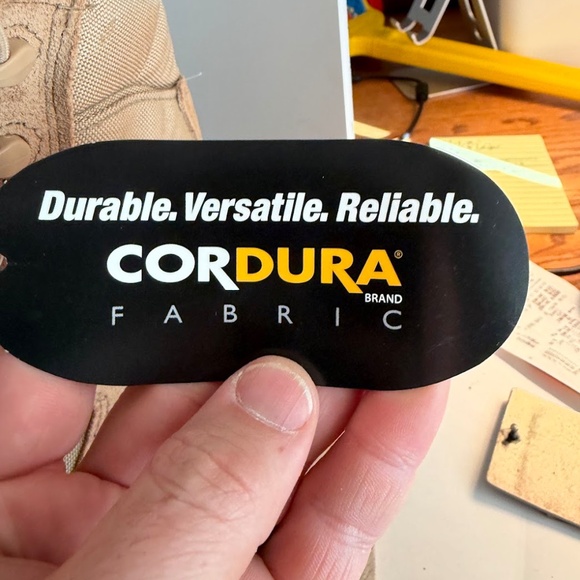 Durable. Versatile. Reliable.
CORDURA®
BRAND
FABRIC